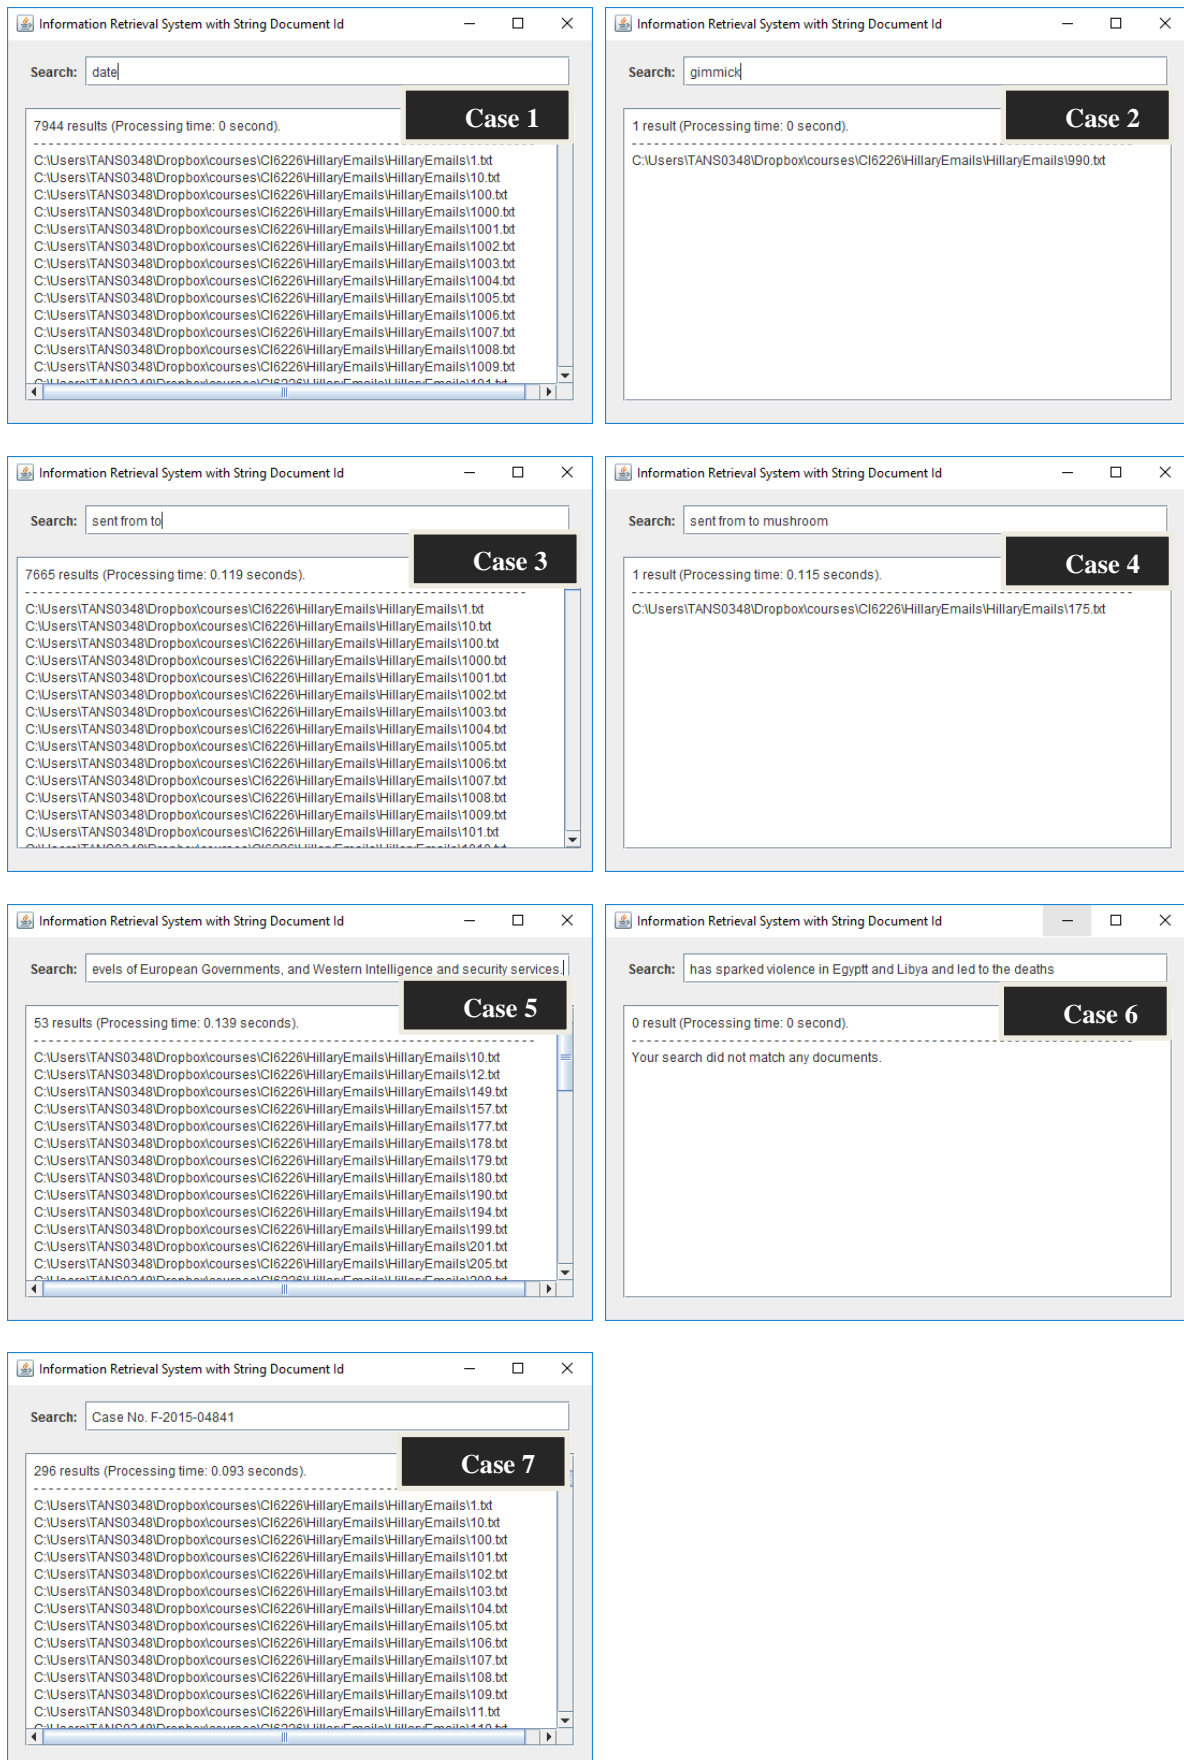 Information Retrieval System with String Document Id
Search: date
Case 1
7944 results (Processing time: 0 second).
C:\Users\TANS0348\Dropbox\courses\CI6226\HillaryEmails\HillaryEmails\1.txt
C:\Users\TANS0348\Dropbox\courses\CI6226\HillaryEmails\HillaryEmails\10.txt
C:\Users\TANS0348\Dropbox\courses\CI6226\HillaryEmails\HillaryEmails\100.txt
C:\Users\TANS0348\Dropbox\courses\CI6226\HillaryEmails\HillaryEmails\1000.txt
C:\Users\TANS0348\Dropbox\courses\CI6226\HillaryEmails\HillaryEmails\1001.txt
C:\Users\TANS0348\Dropbox\courses\CI6226\HillaryEmails\HillaryEmails\1002.txt
C:\Users\TANS0348\Dropbox\courses\CI6226\HillaryEmails\HillaryEmails\1003.txt
C:\Users\TANS0348\Dropbox\courses\CI6226\HillaryEmails\HillaryEmails\1004.txt
C:\Users\TANS0348\Dropbox\courses\CI6226\HillaryEmails\HillaryEmails\1005.txt
C:\Users\TANS0348\Dropbox\courses\CI6226\HillaryEmails\HillaryEmails\1006.txt
C:\Users\TANS0348\Dropbox\courses\CI6226\HillaryEmails\HillaryEmails\1007.txt
C:\Users\TANS0348\Dropbox\courses\CI6226\HillaryEmails\HillaryEmails\1008.txt
C:\Users\TANS0348\Dropbox\courses\CI6226\HillaryEmails\HillaryEmails\1009.txt
Information Retrieval System with String Document Id
Search: gimmick
Case 2
1 result (Processing time: 0 second).
C:\Users\TANS0348\Dropbox\courses\CI6226\HillaryEmails\HillaryEmails\990.txt
Information Retrieval System with String Document Id
Search: sent from to
Case 3
7665 results (Processing time: 0.119 seconds).
C:\Users\TANS0348\Dropbox\courses\CI6226\HillaryEmails\HillaryEmails\1.txt
C:\Users\TANS0348\Dropbox\courses\CI6226\HillaryEmails\HillaryEmails\10.txt
C:\Users\TANS0348\Dropbox\courses\CI6226\HillaryEmails\HillaryEmails\100.txt
C:\Users\TANS0348\Dropbox\courses\CI6226\HillaryEmails\HillaryEmails\1000.txt
C:\Users\TANS0348\Dropbox\courses\CI6226\HillaryEmails\HillaryEmails\1001.txt
C:\Users\TANS0348\Dropbox\courses\CI6226\HillaryEmails\HillaryEmails\1002.txt
C:\Users\TANS0348\Dropbox\courses\CI6226\HillaryEmails\HillaryEmails\1003.txt
C:\Users\TANS0348\Dropbox\courses\CI6226\HillaryEmails\HillaryEmails\1004.txt
C:\Users\TANS0348\Dropbox\courses\CI6226\HillaryEmails\HillaryEmails\1005.txt
C:\Users\TANS0348\Dropbox\courses\CI6226\HillaryEmails\HillaryEmails\1006.txt
C:\Users\TANS0348\Dropbox\courses\CI6226\HillaryEmails\HillaryEmails\1007.txt
C:\Users\TANS0348\Dropbox\courses\CI6226\HillaryEmails\HillaryEmails\1008.txt
C:\Users\TANS0348\Dropbox\courses\CI6226\HillaryEmails\HillaryEmails\1009.txt
C:\Users\TANS0348\Dropbox\courses\CI6226\HillaryEmails\HillaryEmails\101.txt
Information Retrieval System with String Document Id
Search: sent from to mushroom
Case 4
1 result (Processing time: 0.115 seconds).
C:\Users\TANS0348\Dropbox\courses\CI6226\HillaryEmails\HillaryEmails\175.txt
Information Retrieval System with String Document Id
Search: evels of European Governments, and Western Intelligence and security services.
Case 5
53 results (Processing time: 0.139 seconds).
C:\Users\TANS0348\Dropbox\courses\CI6226\HillaryEmails\HillaryEmails\10.txt
C:\Users\TANS0348\Dropbox\courses\CI6226\HillaryEmails\HillaryEmails\12.txt
C:\Users\TANS0348\Dropbox\courses\CI6226\HillaryEmails\HillaryEmails\149.txt
C:\Users\TANS0348\Dropbox\courses\CI6226\HillaryEmails\HillaryEmails\157.txt
C:\Users\TANS0348\Dropbox\courses\CI6226\HillaryEmails\HillaryEmails\177.txt
C:\Users\TANS0348\Dropbox\courses\CI6226\HillaryEmails\HillaryEmails\178.txt
C:\Users\TANS0348\Dropbox\courses\CI6226\HillaryEmails\HillaryEmails\179.txt
C:\Users\TANS0348\Dropbox\courses\CI6226\HillaryEmails\HillaryEmails\180.txt
C:\Users\TANS0348\Dropbox\courses\CI6226\HillaryEmails\HillaryEmails\190.txt
C:\Users\TANS0348\Dropbox\courses\CI6226\HillaryEmails\HillaryEmails\194.txt
C:\Users\TANS0348\Dropbox\courses\CI6226\HillaryEmails\HillaryEmails\199.txt
C:\Users\TANS0348\Dropbox\courses\CI6226\HillaryEmails\HillaryEmails\201.txt
C:\Users\TANS0348\Dropbox\courses\CI6226\HillaryEmails\HillaryEmails\205.txt
Information Retrieval System with String Document Id
Search: has sparked violence in Egyptt and Libya and led to the deaths
Case 6
0 result (Processing time: 0 second).
Your search did not match any documents.
Information Retrieval System with String Document Id
Search: Case No. F-2015-04841
Case 7
296 results (Processing time: 0.093 seconds).
C:\Users\TANS0348\Dropbox\courses\CI6226\HillaryEmails\HillaryEmails\1.txt
C:\Users\TANS0348\Dropbox\courses\CI6226\HillaryEmails\HillaryEmails\10.txt
C:\Users\TANS0348\Dropbox\courses\CI6226\HillaryEmails\HillaryEmails\100.txt
C:\Users\TANS0348\Dropbox\courses\CI6226\HillaryEmails\HillaryEmails\101.txt
C:\Users\TANS0348\Dropbox\courses\CI6226\HillaryEmails\HillaryEmails\102.txt
C:\Users\TANS0348\Dropbox\courses\CI6226\HillaryEmails\HillaryEmails\103.txt
C:\Users\TANS0348\Dropbox\courses\CI6226\HillaryEmails\HillaryEmails\104.txt
C:\Users\TANS0348\Dropbox\courses\CI6226\HillaryEmails\HillaryEmails\105.txt
C:\Users\TANS0348\Dropbox\courses\CI6226\HillaryEmails\HillaryEmails\106.txt
C:\Users\TANS0348\Dropbox\courses\CI6226\HillaryEmails\HillaryEmails\107.txt
C:\Users\TANS0348\Dropbox\courses\CI6226\HillaryEmails\HillaryEmails\108.txt
C:\Users\TANS0348\Dropbox\courses\CI6226\HillaryEmails\HillaryEmails\109.txt
C:\Users\TANS0348\Dropbox\courses\CI6226\HillaryEmails\HillaryEmails\11.txt